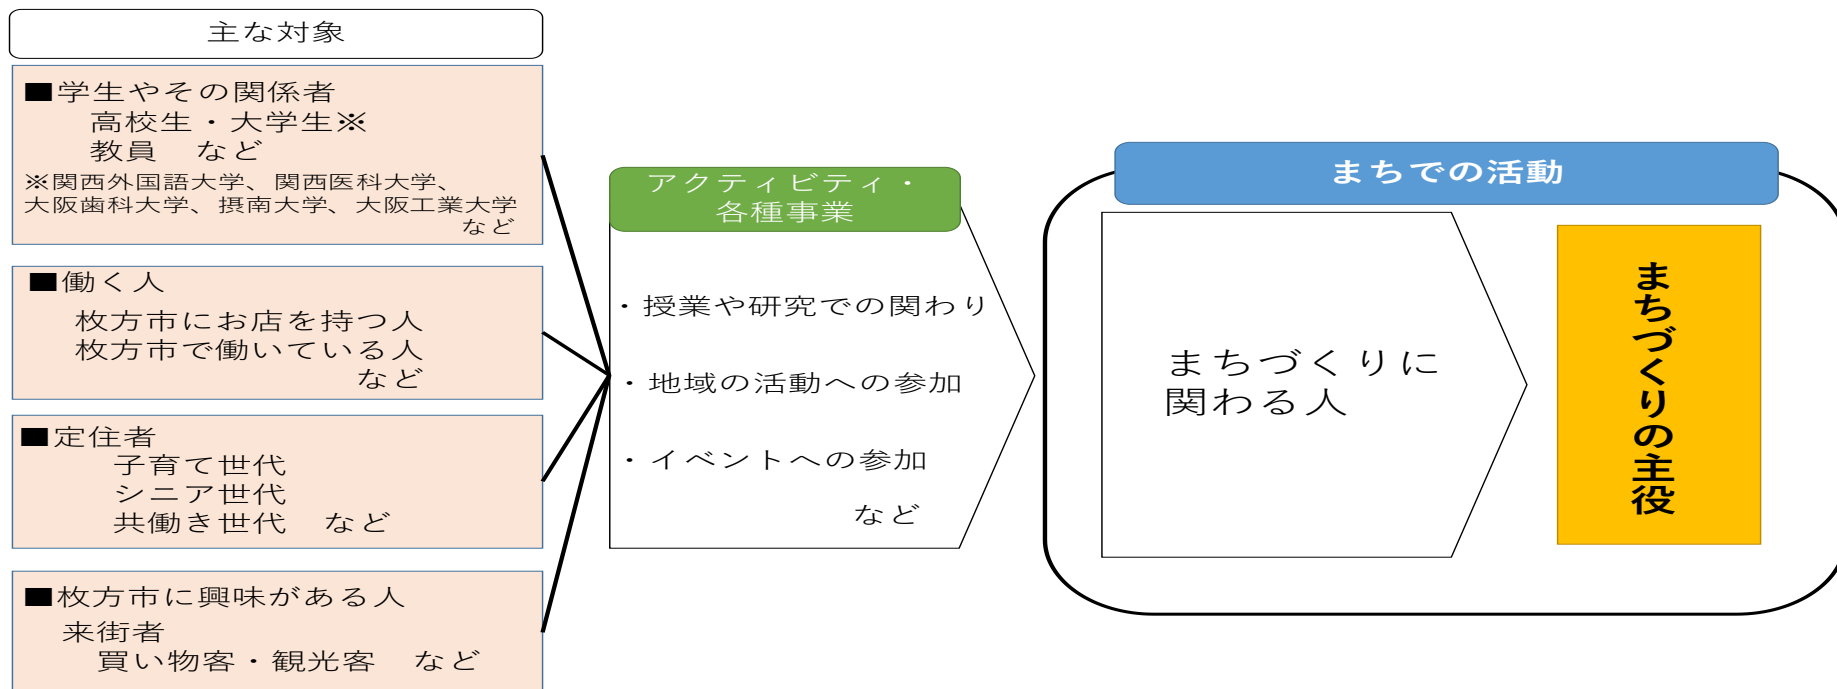 主な対象
■学生やその関係者
高校生・大学生※
教員　など
※関西外国語大学、関西医科大学、
大阪歯科大学、摂南大学、大阪工業大学
など
■働く人
枚方市にお店を持つ人
枚方市で働いている人
など
■定住者
子育て世代
シニア世代
共働き世代　など
■枚方市に興味がある人
来街者
買い物客・観光客　など
アクティビティ・
各種事業
・授業や研究での関わり
・地域の活動への参加
・イベントへの参加
など
まちでの活動
まちづくりに
関わる人
まちづくりの主役